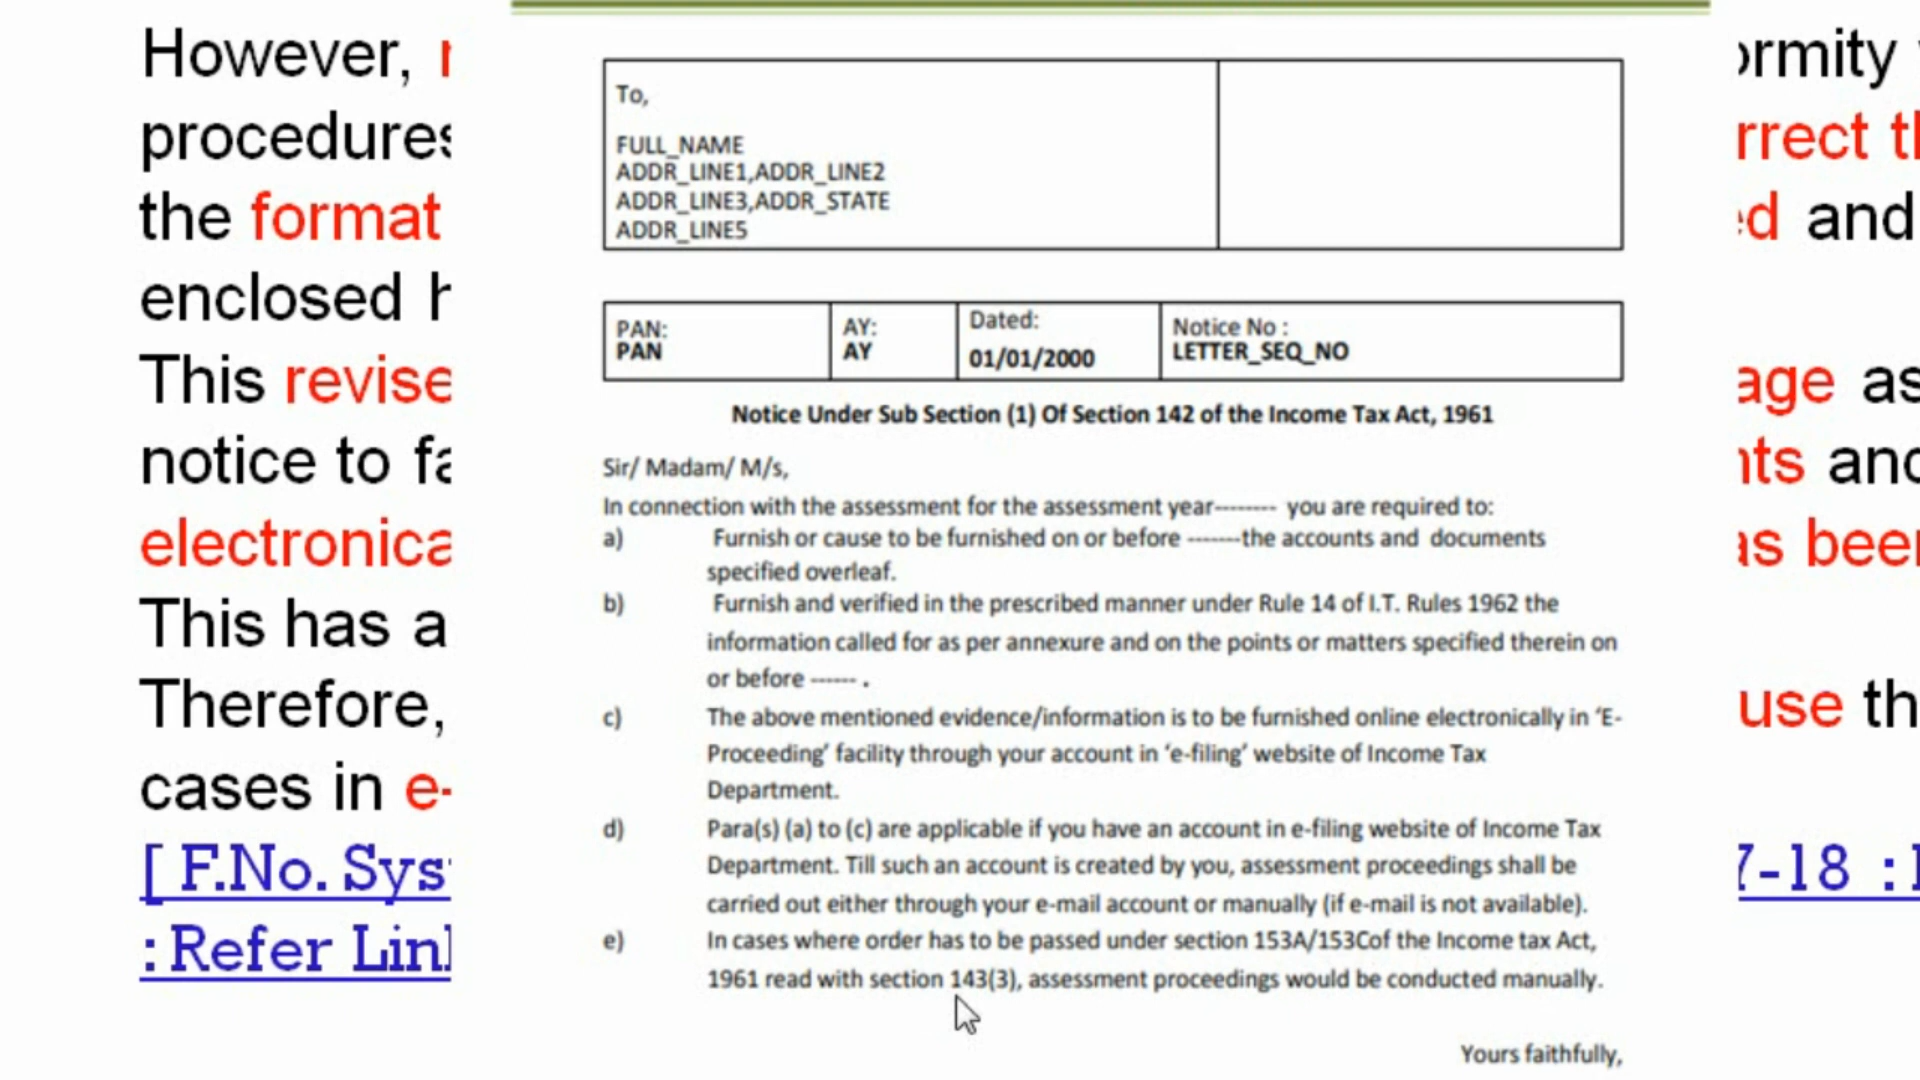 However,
procedures
the format
enclosed
This revise
notice to
electronica
This has a
Therefore,
cases in e-
[ F.No. Sys
: Refer Lin
To,
FULL_NAME
ADDR_LINE1,ADDR_LINE2
ADDR_LINE3,ADDR_STATE
ADDR_LINE5
PAN:
PAN
AY:
AY
Dated:
01/01/2000
Notice No :
LETTER_SEQ_NO
Notice Under Sub Section (1) Of Section 142 of the Income Tax Act, 1961
Sir/ Madam/ M/s,
In connection with the assessment for the assessment year-------- you are required to:
a) Furnish or cause to be furnished on or before -------the accounts and documents
specified overleaf.
b) Furnish and verified in the prescribed manner under Rule 14 of I.T. Rules 1962 the
information called for as per annexure and on the points or matters specified therein on
or before ------ .
c) The above mentioned evidence/information is to be furnished online electronically in ‘E-
Proceeding’ facility through your account in ‘e-filing’ website of Income Tax
Department.
d) Para(s) (a) to (c) are applicable if you have an account in e-filing website of Income Tax
Department. Till such an account is created by you, assessment proceedings shall be
carried out either through your e-mail account or manually (if e-mail is not available).
e) In cases where order has to be passed under section 153A/153Cof the Income tax Act,
1961 read with section 143(3), assessment proceedings would be conducted manually.
Yours faithfully,
ormity
rrect
ed and
age as
nts and
as been
use th
7-18 :